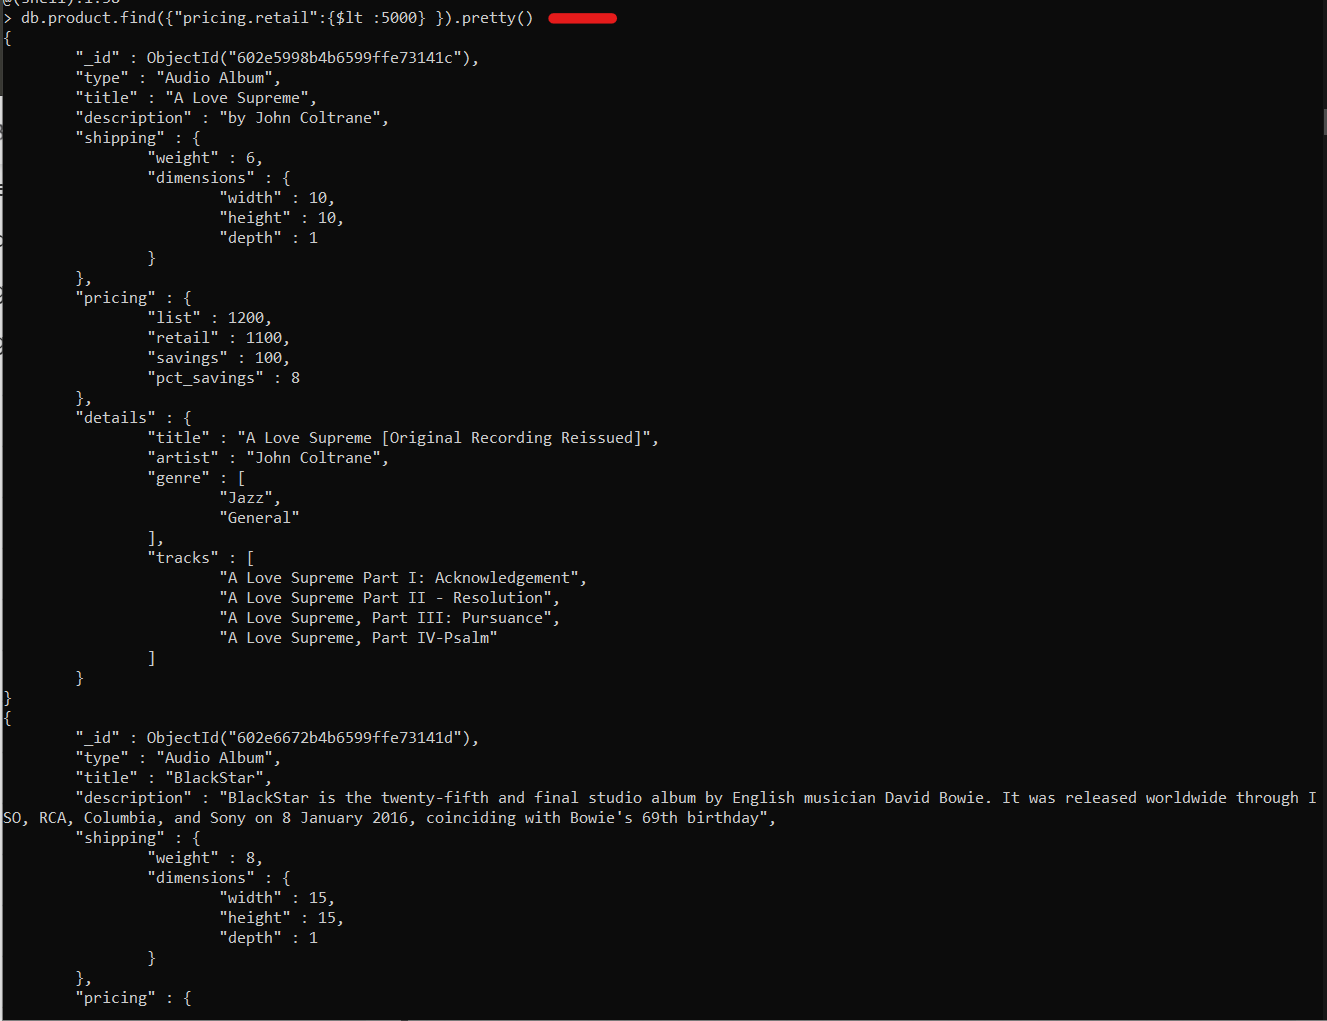 @(shell):1:58
> db.product.find({"pricing.retail":{$lt :5000} }).pretty()
{
"_id" : ObjectId("602e5998b4b6599ffe73141c"),
"type" : "Audio Album",
"title" : "A Love Supreme",
"description" : "by John Coltrane",
"shipping" : {
"weight" : 6,
"dimensions" : {
"width" : 10,
"height" : 10,
"depth" : 1
}
},
"pricing" : {
"list" : 1200,
"retail" : 1100,
"savings" : 100,
"pct_savings" : 8
},
"details" : {
"title" : "A Love Supreme [Original Recording Reissued]",
"artist" : "John Coltrane",
"genre" : [
"Jazz",
"General"
],
"tracks" : [
"A Love Supreme Part I: Acknowledgement",
"A Love Supreme Part II - Resolution",
"A Love Supreme, Part III: Pursuance",
"A Love Supreme, Part IV-Psalm"
]
}
}
{
"_id" : ObjectId("602e6672b4b6599ffe73141d"),
"type" : "Audio Album",
"title" : "BlackStar",
"description" : "BlackStar is the twenty-fifth and final studio album by English musician David Bowie. It was released worldwide through I
SO, RCA, Columbia, and Sony on 8 January 2016, coinciding with Bowie's 69th birthday",
"shipping" : {
"weight" : 8,
"dimensions" : {
"width" : 15,
"height" : 15,
"depth" : 1
}
},
"pricing" : {